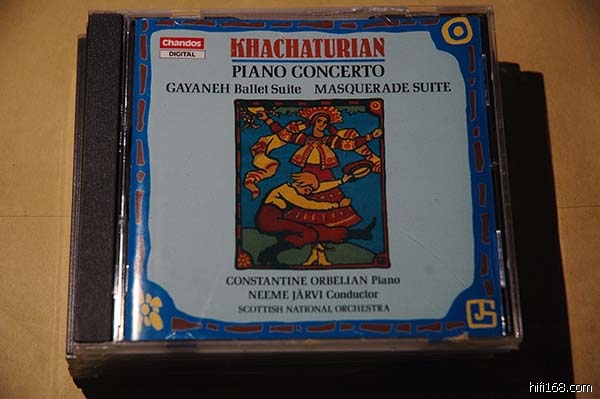 Chandos
DIGITAL
KHACHATURIAN
PIANO CONCERTO
GAYANEH Ballet Suite MASQUERADE SUITE
CONSTANTINE ORBELIAN Piano
NEEME JÄRVI Conductor
SCOTTISH NATIONAL ORCHESTRA
hifi168.com